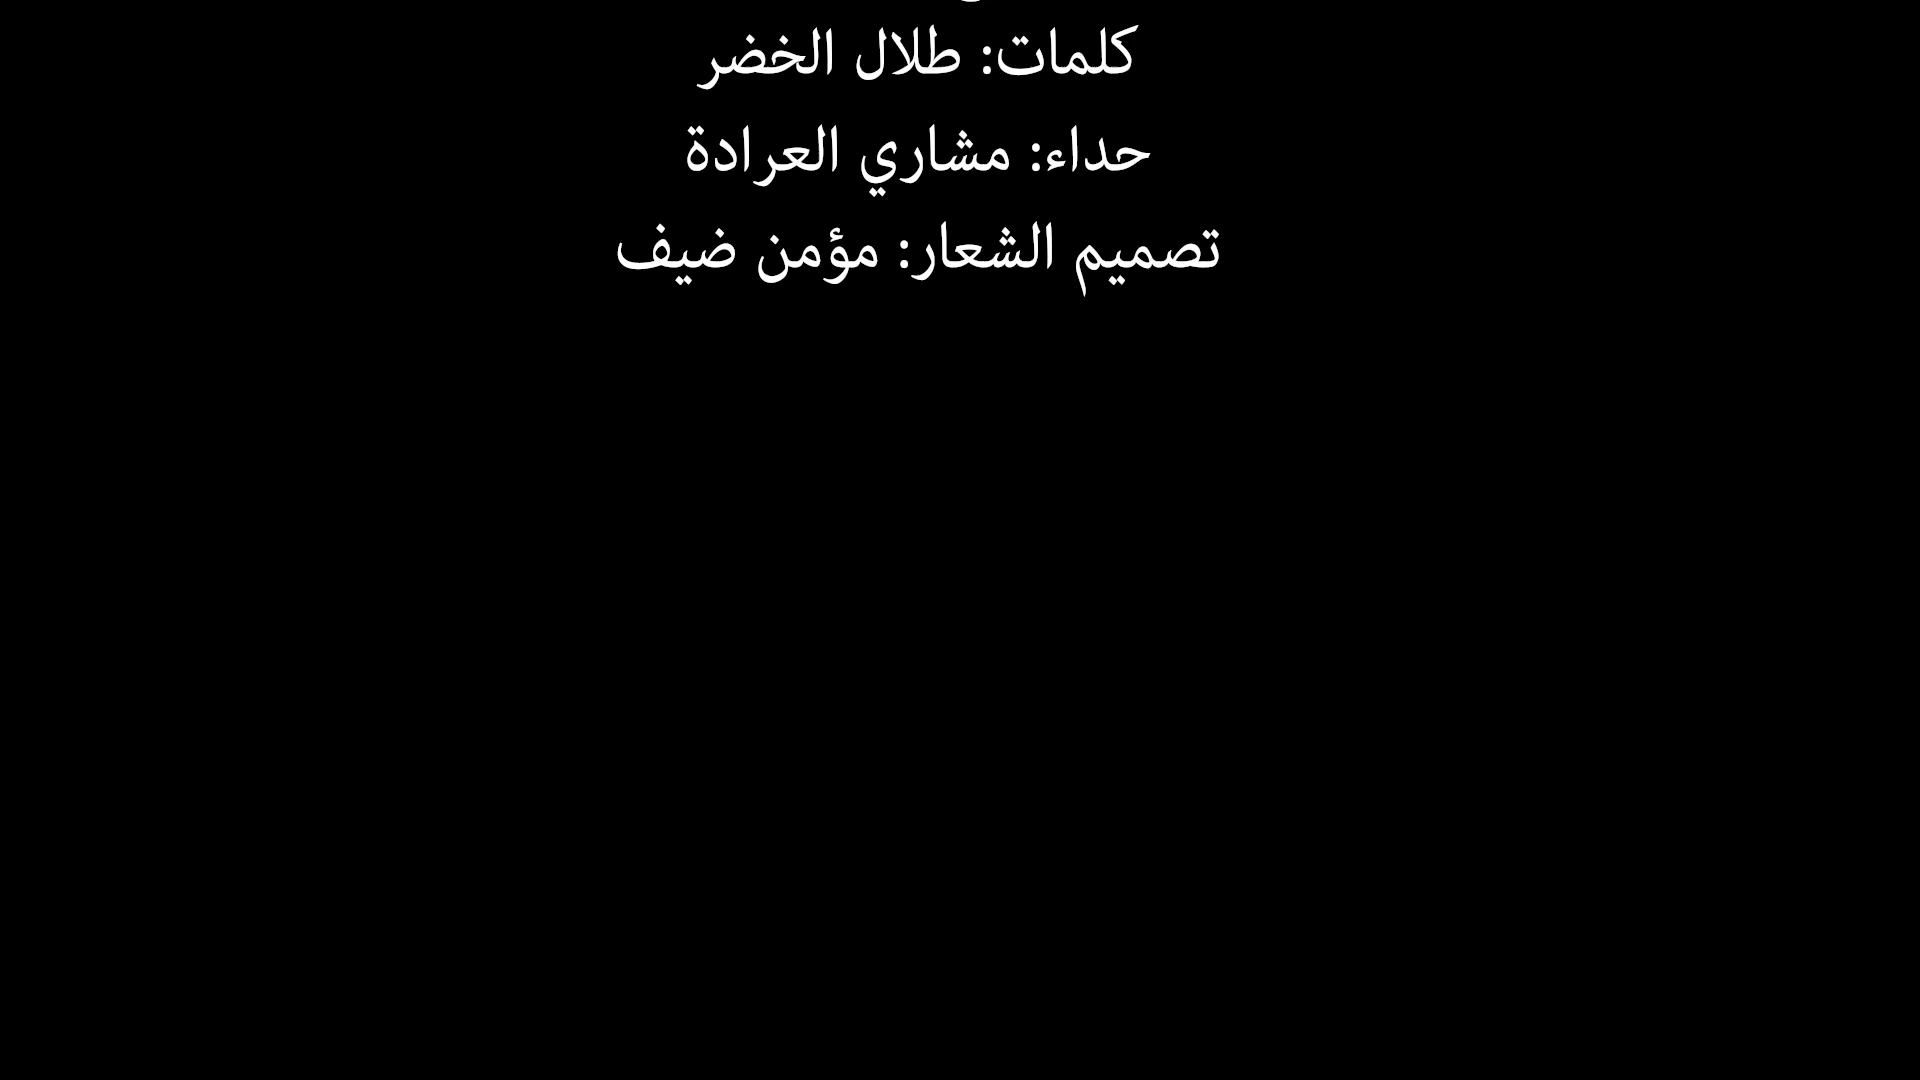 كلمات: طلال الخضر
حداء: مشاري العرادة
تصميم الشعار: مؤمن ضيف